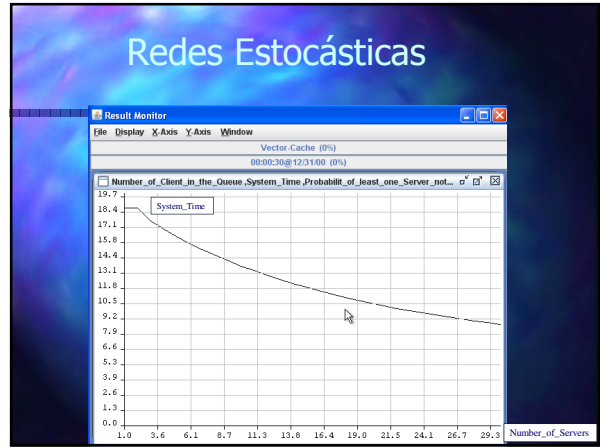 Redes Estocásticas
Result Monitor
File Display X-Axis Y-Axis Window
Vector-Cache (0%)
00:00:30@12/31/00 (0%)
Number_of_Client_in_the_Queue ,System_Time ,Probabilit_of_least_one_Server_not...
System_Time
19.7
18.4
17.1
15.8
14.4
13.1
11.8
10.5
9.2
7.9
6.6
5.3
3.9
2.6
1.3
0.0
1.0 3.6 6.1 8.7 11.3 13.8 16.4 19.0 21.5 24.1 26.7 29.3
Number_of_Servers